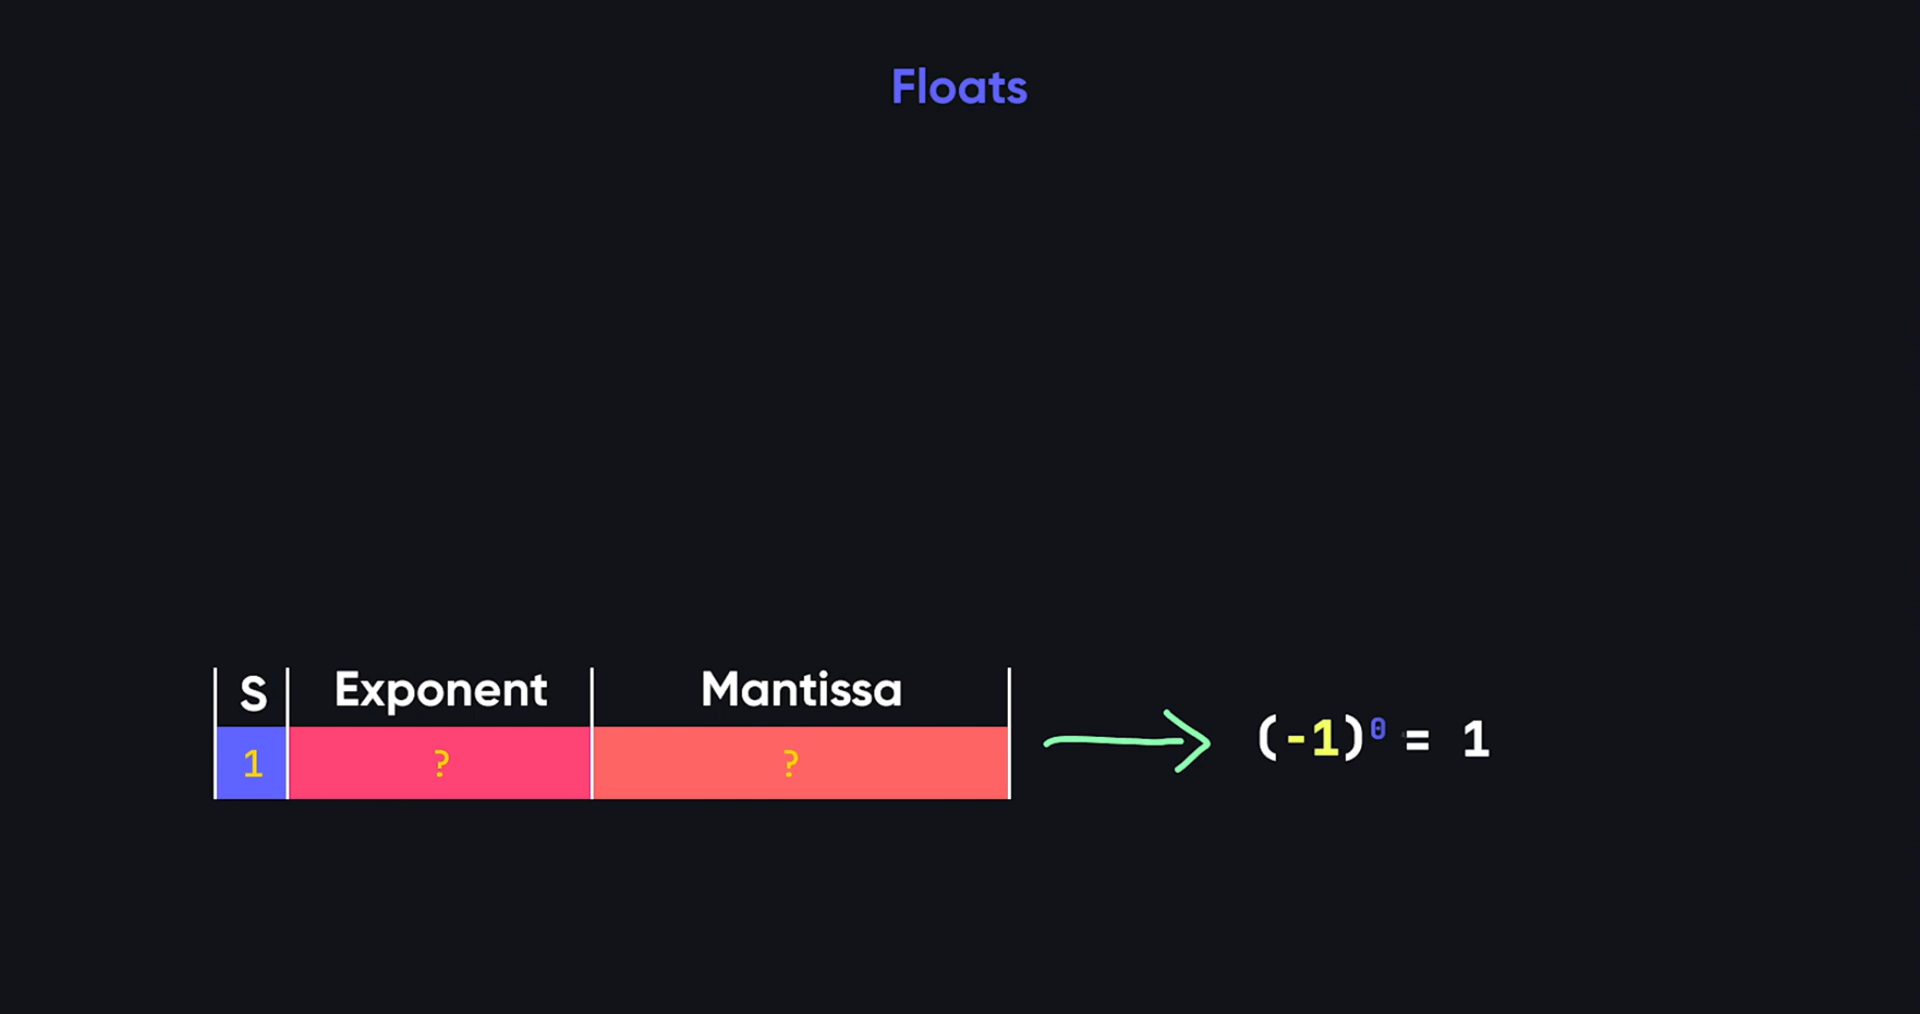 Floats
S Exponent Mantissa
1 ? ? (-1)⁰ = 1